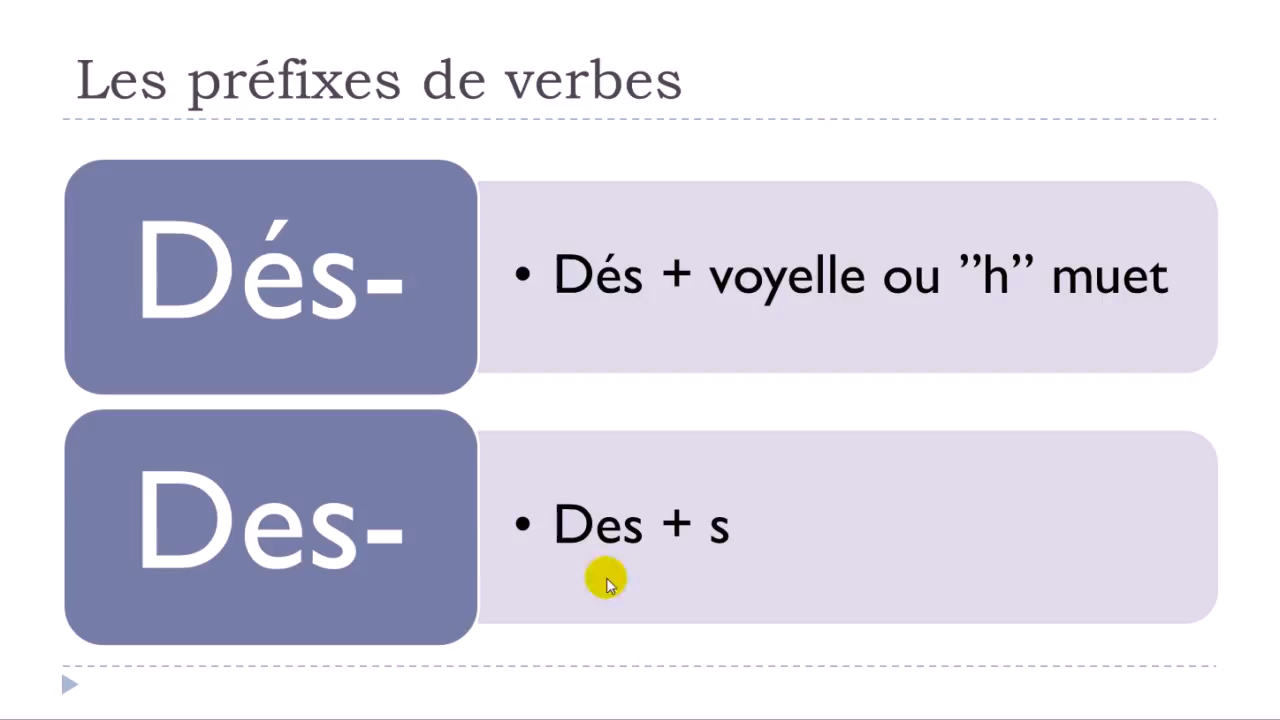 Les préfixes de verbes
Dés-
• Dés + voyelle ou ”h” muet
Des-
• Des + s